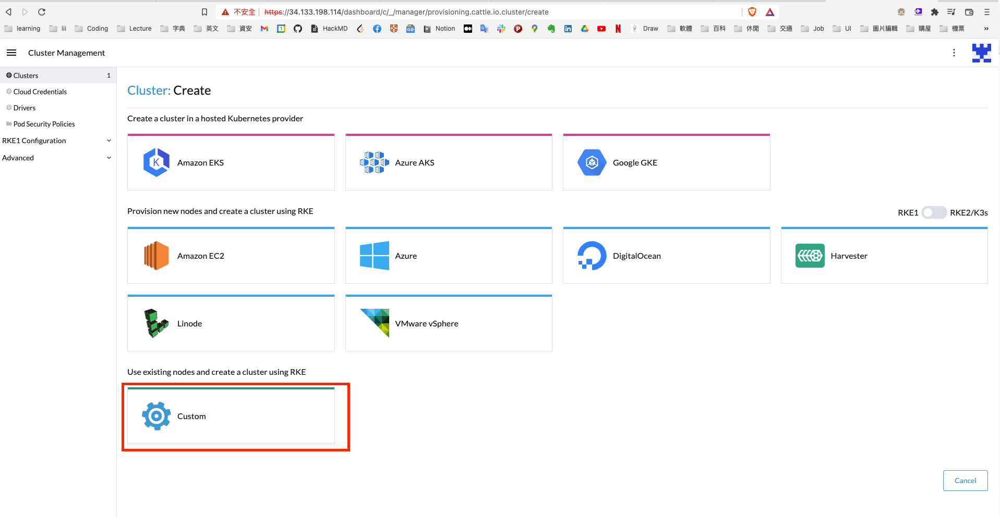 不安全 https://34.133.198.114/dashboard/c/_/manager/provisioning.cattle.io.cluster/create
learning iii Coding Lecture 字典 英文 資安 HackMD Notion Draw 軟體 百科 休閒 交通 Job UI 圖片編輯 購屋 機票 »
Cluster Management
Clusters 1
Cloud Credentials
Drivers
Pod Security Policies
RKE1 Configuration
Advanced
Cluster: Create
Create a cluster in a hosted Kubernetes provider
Amazon EKS
Azure AKS
Google GKE
Provision new nodes and create a cluster using RKE
RKE1 RKE2/K3s
Amazon EC2
Azure
DigitalOcean
Harvester
Linode
VMware vSphere
Use existing nodes and create a cluster using RKE
Custom
Cancel